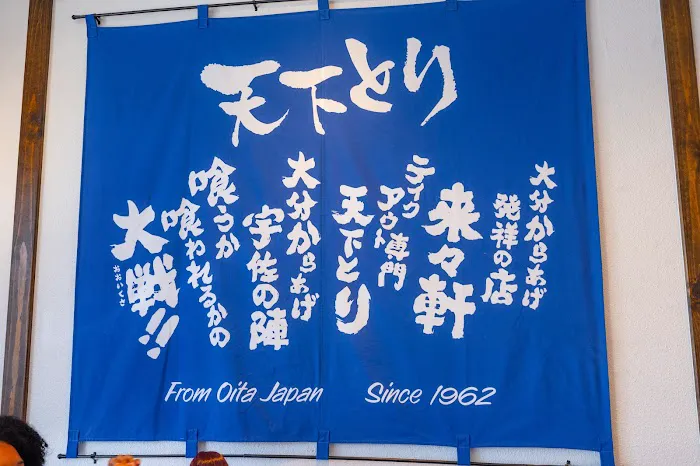 天下とり
大分からあげ
発祥の店
来々軒
テイク
アウト専門
天下とり
大分からあげ
宇佐の陣
喰うか
喰われるかの
大戦!!
おおいくさ
From Oita Japan
Since 1962